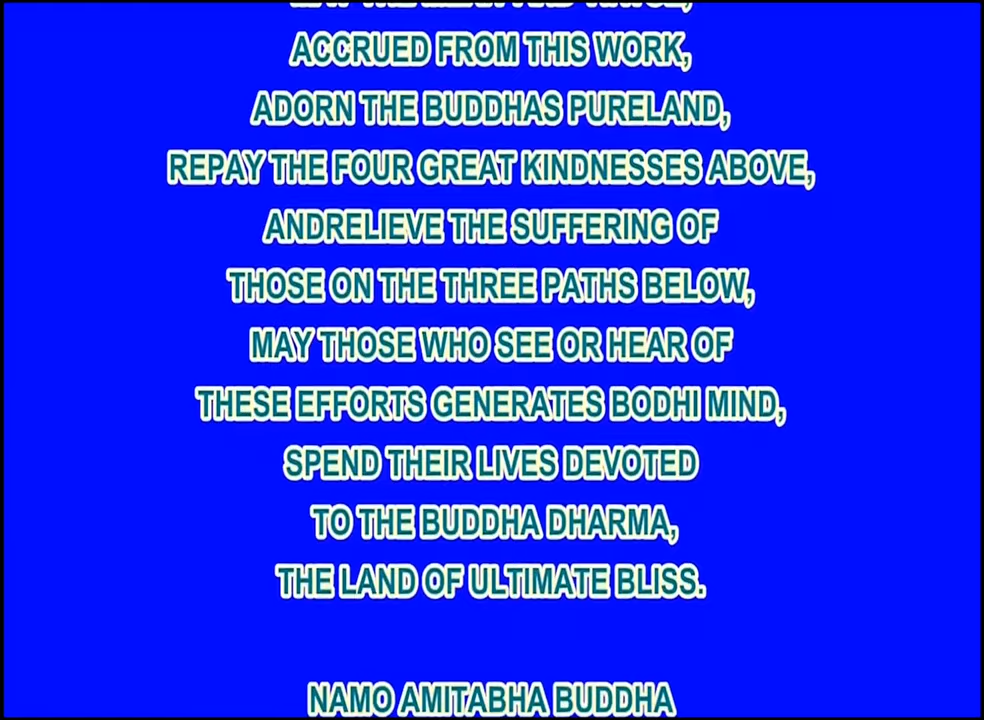 ACCRUED FROM THIS WORK,
ADORN THE BUDDHAS PURELAND,
REPAY THE FOUR GREAT KINDNESSES ABOVE,
ANDRELIEVE THE SUFFERING OF
THOSE ON THE THREE PATHS BELOW,
MAY THOSE WHO SEE OR HEAR OF
THESE EFFORTS GENERATES BODHI MIND,
SPEND THEIR LIVES DEVOTED
TO THE BUDDHA DHARMA,
THE LAND OF ULTIMATE BLISS.
NAMO AMITABHA BUDDHA